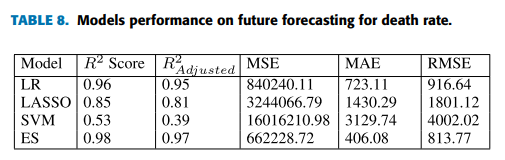 TABLE 8. Models performance on future forecasting for death rate.
Model R² Score R²Adjusted MSE MAE RMSE
LR 0.96 0.95 840240.11 723.11 916.64
LASSO 0.85 0.81 3244066.79 1430.29 1801.12
SVM 0.53 0.39 16016210.98 3129.74 4002.02
ES 0.98 0.97 662228.72 406.08 813.77